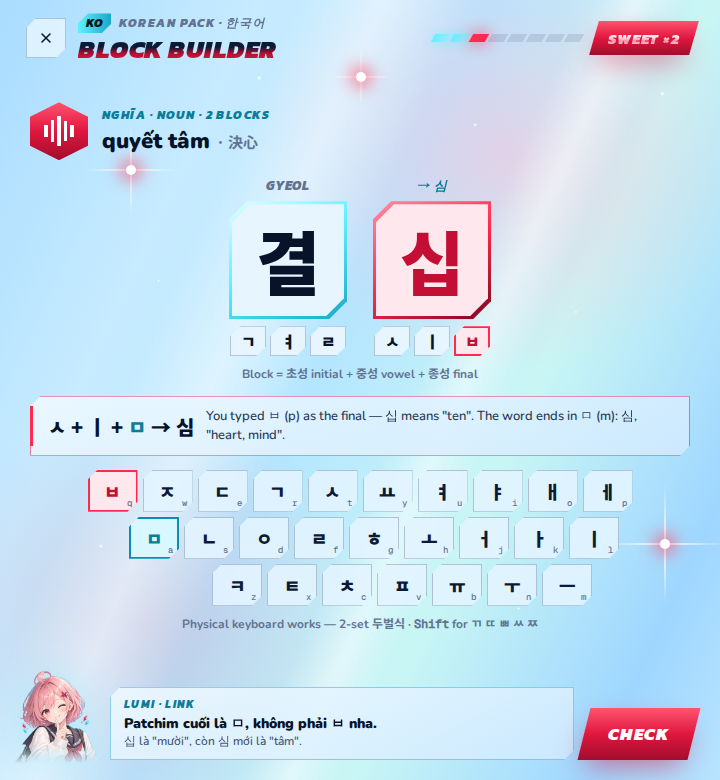 ×
KO KOREAN PACK · 한국어
BLOCK BUILDER
SWEET ×2
NGHĨA · NOUN · 2 BLOCKS
quyết tâm · 決心
GYEOL → 심
결 십
ㄱ ㅕ ㄹ ㅅ ㅣ ㅂ
Block = 초성 initial + 중성 vowel + 종성 final
ㅅ + ㅣ + ㅁ → 심
You typed ㅂ (p) as the final — 십 means "ten". The word ends in ㅁ (m): 심,
"heart, mind".
ㅂ q ㅈ w ㄷ e ㄱ r ㅅ t ㅛ y ㅕ u ㅑ i ㅐ o ㅔ p
ㅁ a ㄴ s ㅇ d ㄹ f ㅎ g ㅗ h ㅓ j ㅏ k ㅣ l
ㅋ z ㅌ x ㅊ c ㅍ v ㅠ b ㅜ n ㅡ m
Physical keyboard works — 2-set 두벌식 · Shift for ㄲ ㄸ ㅃ ㅆ ㅉ
LUMI · LINK
Patchim cuối là ㅁ, không phải ㅂ nha.
십 là "mười", còn 심 mới là "tâm".
CHECK